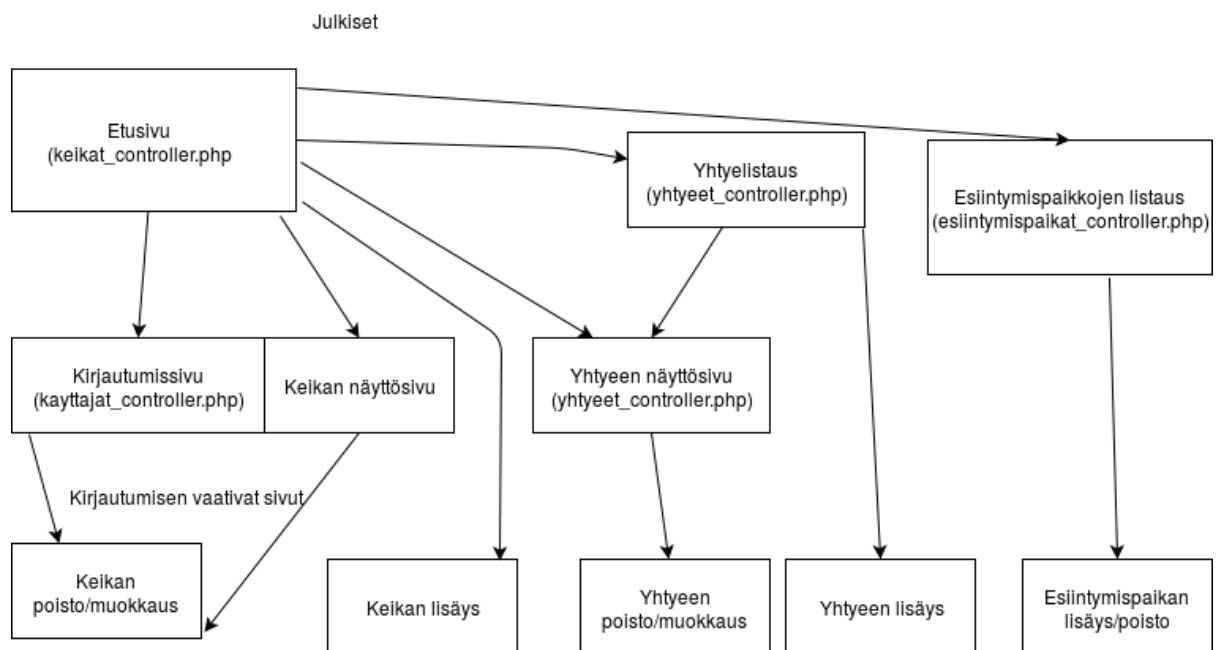 Julkiset
Etusivu
(keikat_controller.php
Yhtyelistaus
(yhtyeet_controller.php)
Esiintymispaikkojen listaus
(esiintymispaikat_controller.php)
Kirjautumissivu
(kayttajat_controller.php)
Keikan näyttösivu
Yhtyeen näyttösivu
(yhtyeet_controller.php)
Kirjautumisen vaativat sivut
Keikan
poisto/muokkaus
Keikan lisäys
Yhtyeen
poisto/muokkaus
Yhtyeen lisäys
Esiintymispaikan
lisäys/poisto